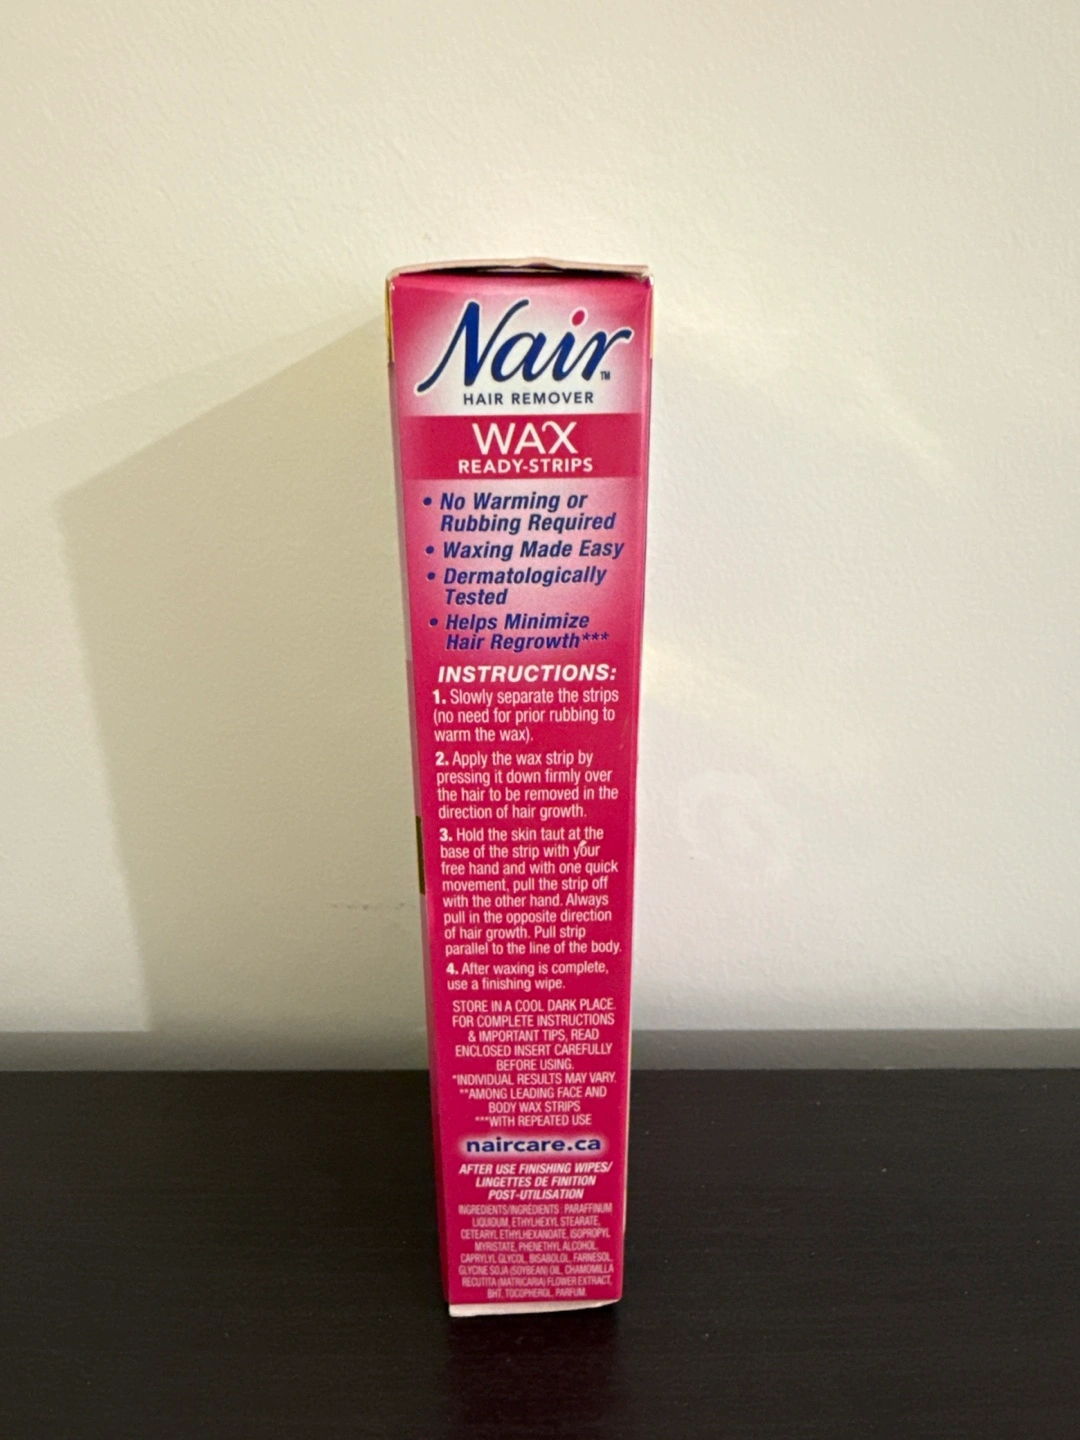 Nair™
HAIR REMOVER
WAX
READY-STRIPS
• No Warming or
Rubbing Required
• Waxing Made Easy
• Dermatologically
Tested
• Helps Minimize
Hair Regrowth***
INSTRUCTIONS:
1. Slowly separate the strips
(no need for prior rubbing to
warm the wax).
2. Apply the wax strip by
pressing it down firmly over
the hair to be removed in the
direction of hair growth.
3. Hold the skin taut at the
base of the strip with your
free hand and with one quick
movement, pull the strip off
with the other hand. Always
pull in the opposite direction
of hair growth. Pull strip
parallel to the line of the body.
4. After waxing is complete,
use a finishing wipe.
STORE IN A COOL DARK PLACE.
FOR COMPLETE INSTRUCTIONS
& IMPORTANT TIPS, READ
ENCLOSED INSERT CAREFULLY
BEFORE USING.
*INDIVIDUAL RESULTS MAY VARY.
**AMONG LEADING FACE AND
BODY WAX STRIPS
***WITH REPEATED USE
naircare.ca
AFTER USE FINISHING WIPES/
LINGETTES DE FINITION
POST-UTILISATION
INGREDIENTS/INGRÉDIENTS : PARAFFINUM
LIQUIDUM, ETHYLHEXYL STEARATE,
CETEARYL ETHYLHEXANOATE, ISOPROPYL
MYRISTATE, PHENETHYL ALCOHOL,
CAPRYLYL GLYCOL, BISABOLOL, FARNESOL,
GLYCINE SOJA (SOYBEAN) OIL, CHAMOMILLA
RECUTITA (MATRICARIA) FLOWER EXTRACT,
BHT, TOCOPHEROL, PARFUM.